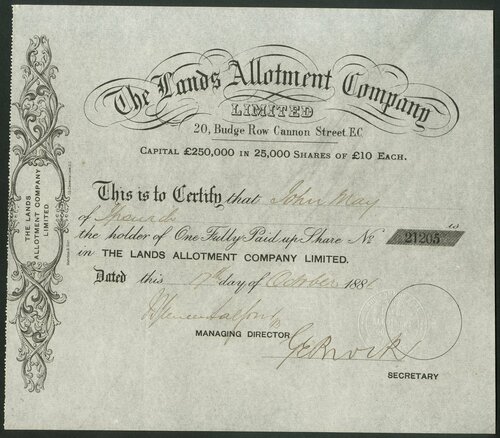 The Lands Allotment Company
LIMITED
20, Budge Row Cannon Street. E.C.
CAPITAL £250,000 IN 25,000 SHARES OF £10 EACH.
This is to Certify that John May
of
is
the holder of One Fully Paid up Share No 21205
in THE LANDS ALLOTMENT COMPANY LIMITED.
Dated this day of October 188
MANAGING DIRECTOR
SECRETARY
THE LANDS
ALLOTMENT COMPANY
LIMITED.